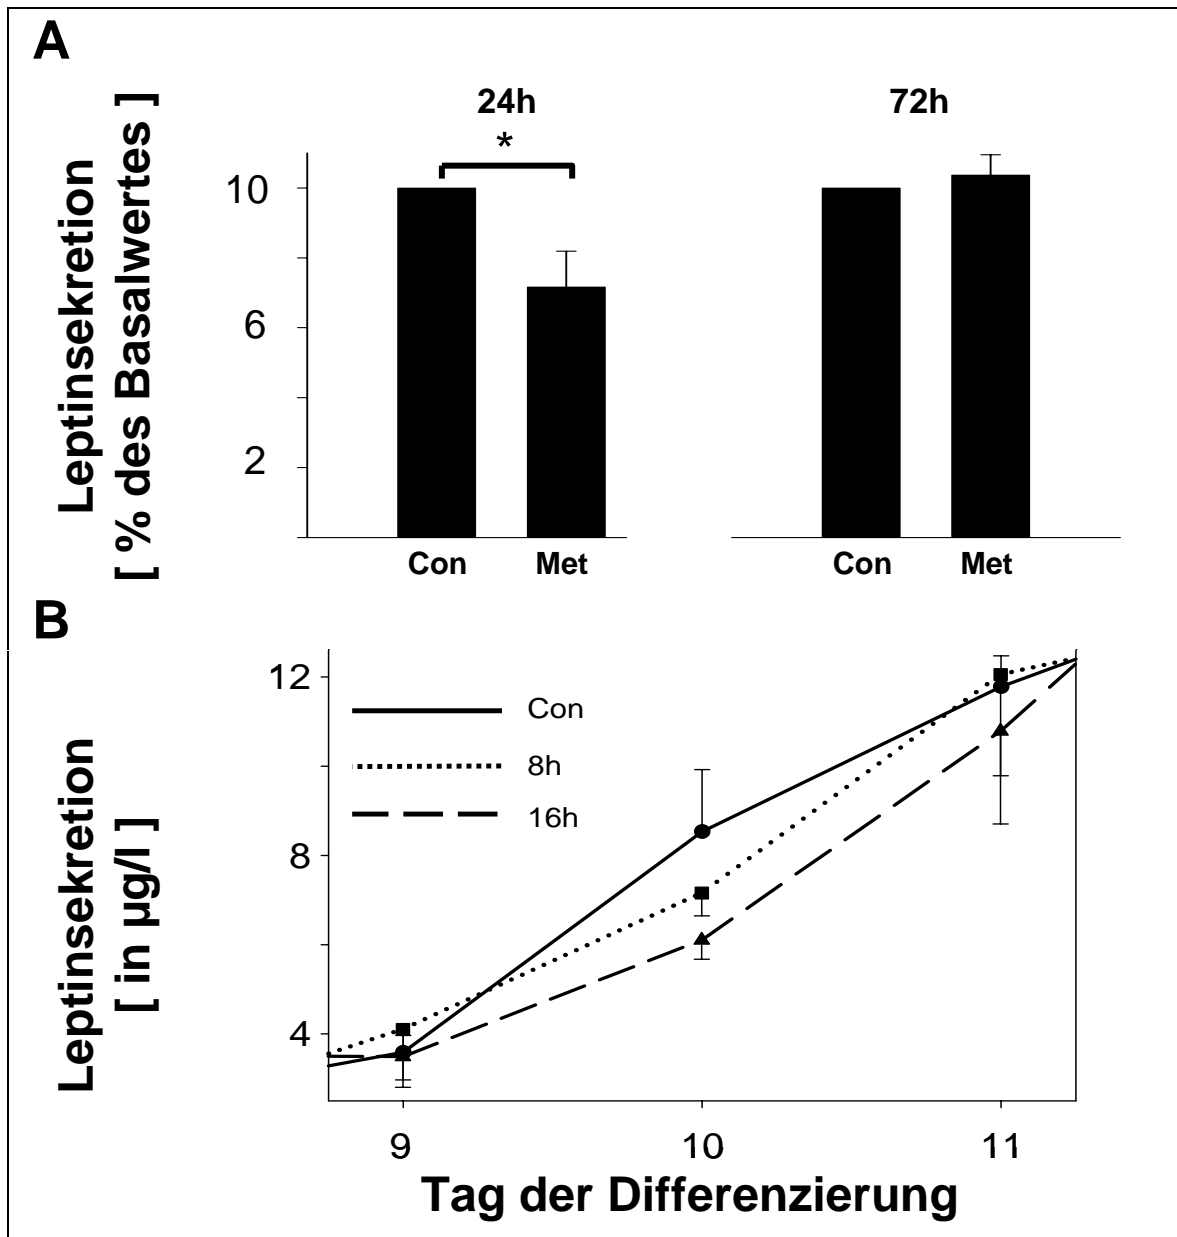 A
24h
72h
*
Leptinsekretion
[ % des Basalwertes ]
10
6
2
Con
Met
Con
Met
B
Leptinsekretion
[ in µg/l ]
12
8
4
Con
8h
16h
9
10
11
Tag der Differenzierung